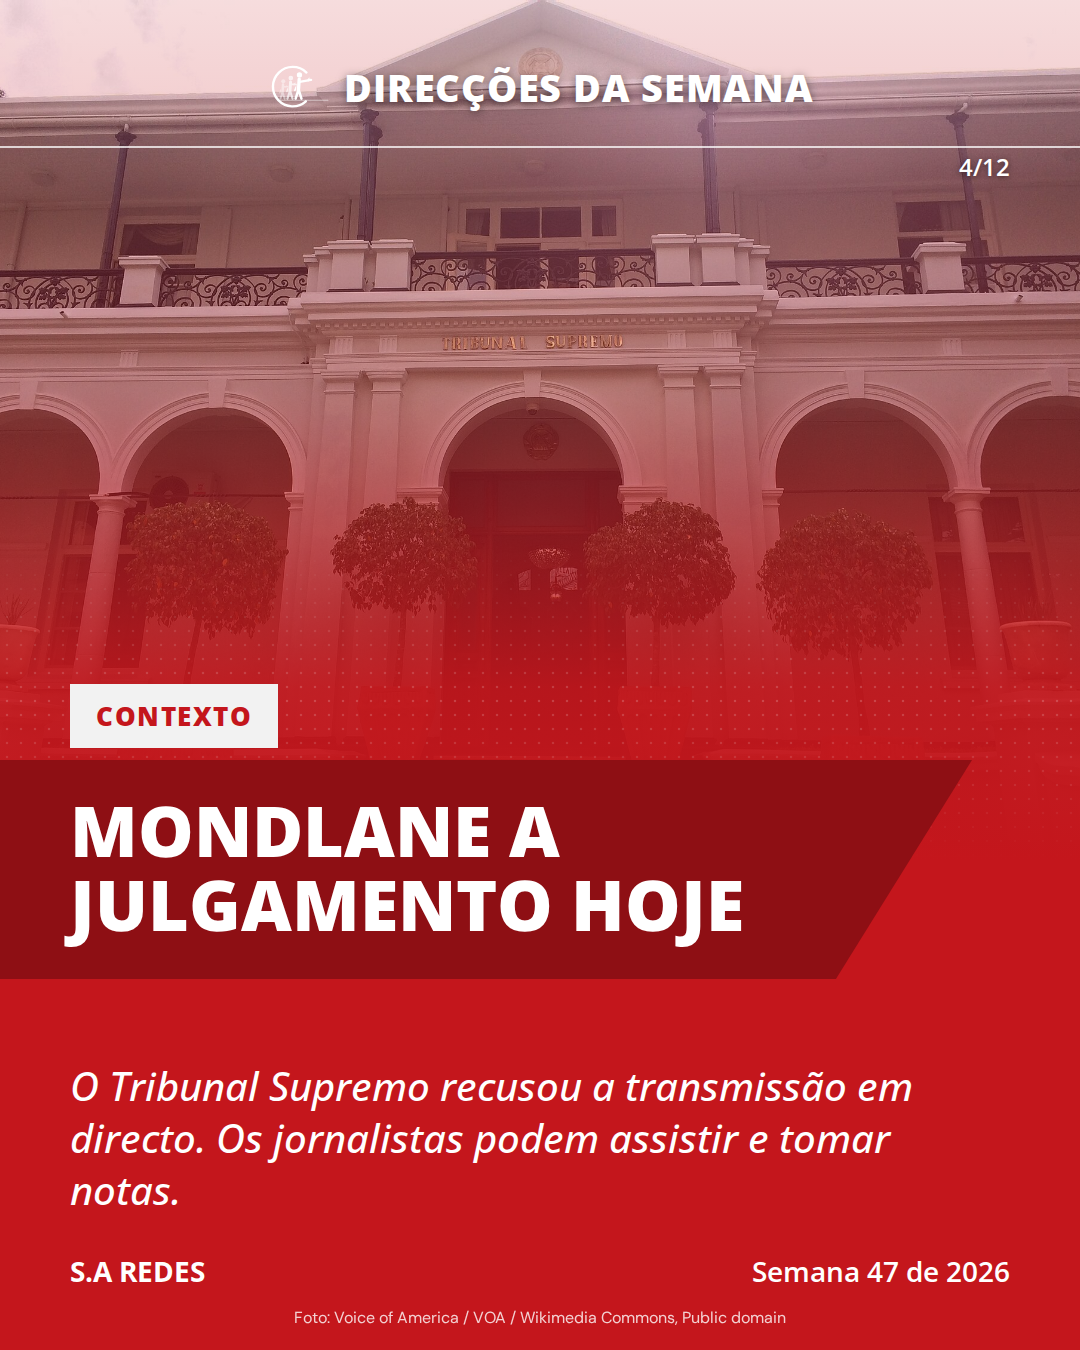 DIRECÇÕES DA SEMANA
4/12
TRIBUNAL SUPREMO
CONTEXTO
MONDLANE A
JULGAMENTO HOJE
O Tribunal Supremo recusou a transmissão em
directo. Os jornalistas podem assistir e tomar
notas.
S.A REDES
Semana 47 de 2026
Foto: Voice of America / VOA / Wikimedia Commons, Public domain